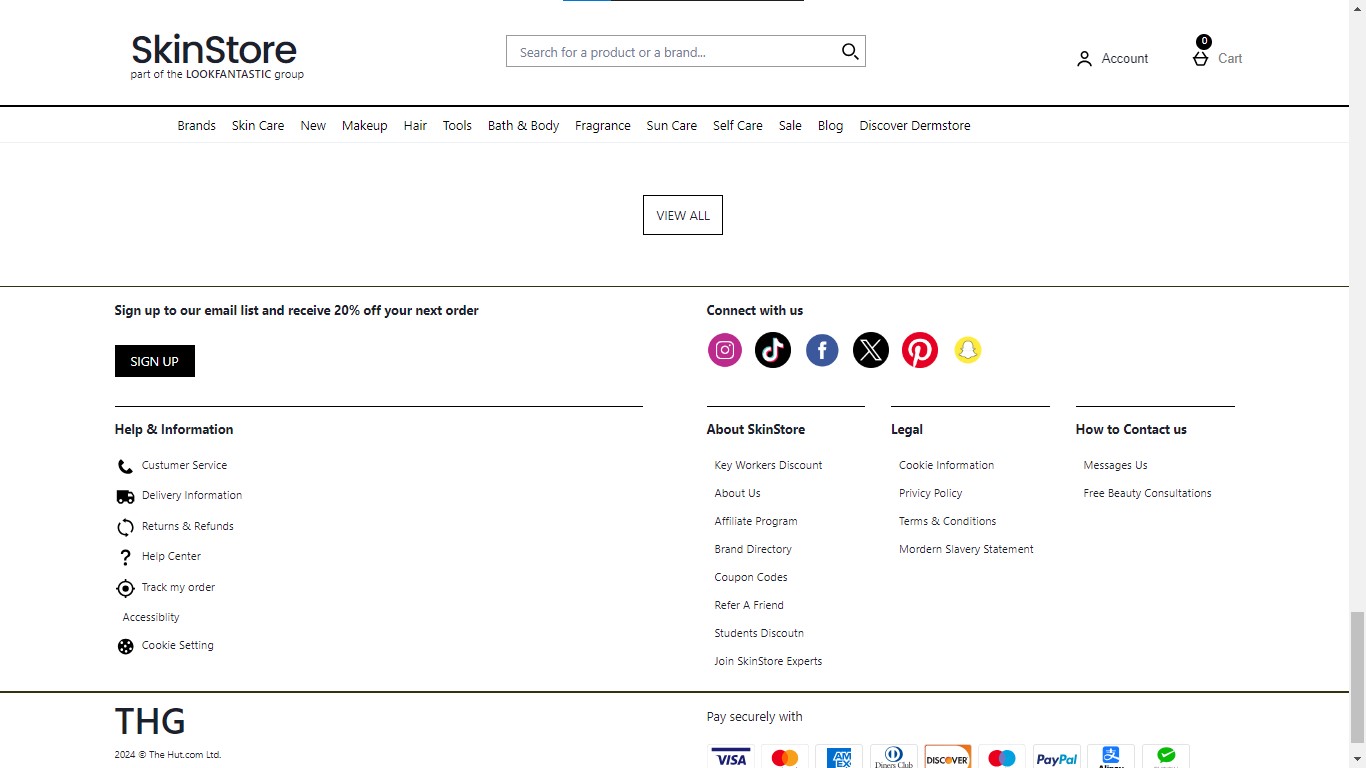 SkinStore
part of the LOOKFANTASTIC group
Search for a product or a brand...
Account
0
Cart
Brands Skin Care New Makeup Hair Tools Bath & Body Fragrance Sun Care Self Care Sale Blog Discover Dermstore
VIEW ALL
Sign up to our email list and receive 20% off your next order
SIGN UP
Connect with us
Help & Information
Custumer Service
Delivery Information
Returns & Refunds
Help Center
Track my order
Accessiblity
Cookie Setting
About SkinStore
Key Workers Discount
About Us
Affiliate Program
Brand Directory
Coupon Codes
Refer A Friend
Students Discoutn
Join SkinStore Experts
Legal
Cookie Information
Privicy Policy
Terms & Conditions
Mordern Slavery Statement
How to Contact us
Messages Us
Free Beauty Consultations
THG
2024 © The Hut.com Ltd.
Pay securely with
VISA
AM
EX
Diners Club
DISCOVER
PayPal
Alipay